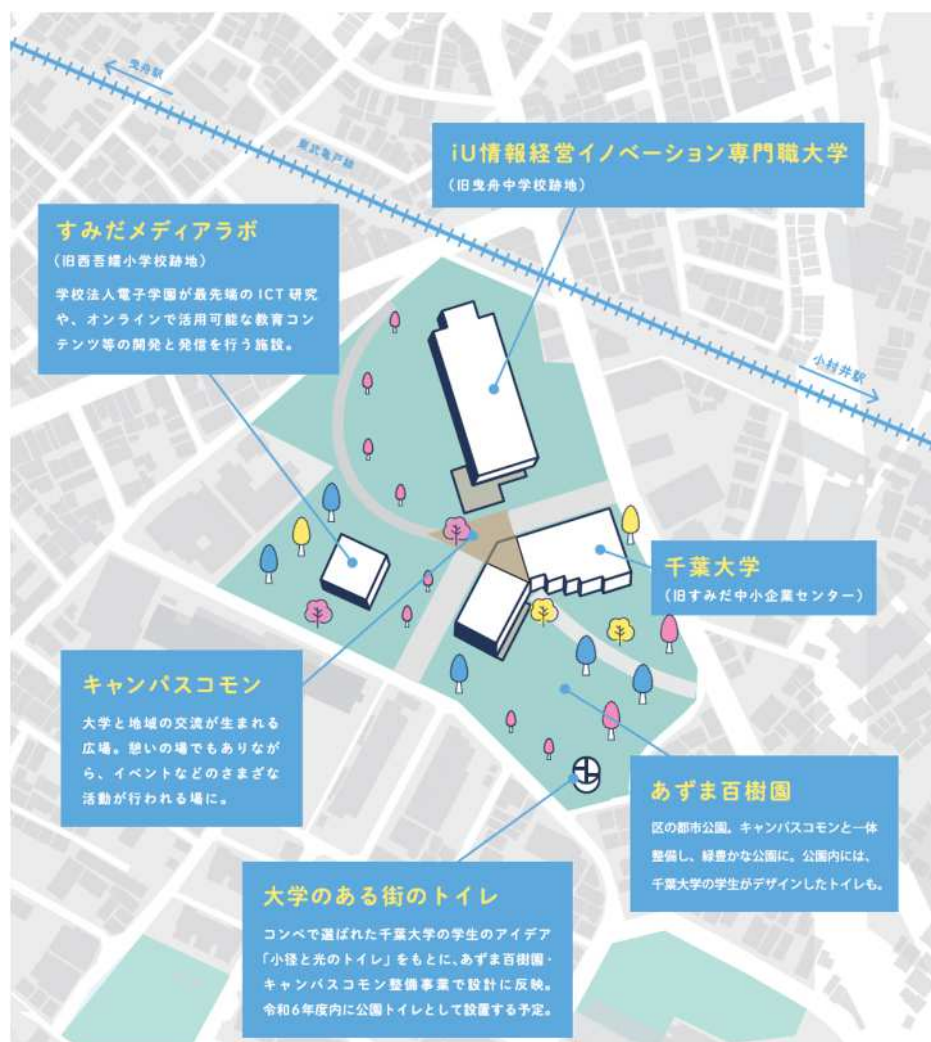 曳舟駅
東武亀戸線
iU情報経営イノベーション専門職大学
(旧曳舟中学校跡地)
すみだメディアラボ
(旧西吾嬬小学校跡地)
学校法人電子学園が最先端のICT研究
や、オンラインで活用可能な教育コン
テンツ等の開発と発信を行う施設。
小村井駅
千葉大学
(旧すみだ中小企業センター)
キャンパスコモン
大学と地域の交流が生まれる
広場。憩いの場でもありなが
ら、イベントなどのさまざな
活動が行われる場に。
あずま百樹園
区の都市公園。キャンパスコモンと一体
整備し、緑豊かな公園に。公園内には、
千葉大学の学生がデザインしたトイレも。
大学のある街のトイレ
コンペで選ばれた千葉大学の学生のアイデア
「小径と光のトイレ」をもとに、あずま百樹園・
キャンパスコモン整備事業で設計に反映。
令和6年度内に公園トイレとして設置する予定。